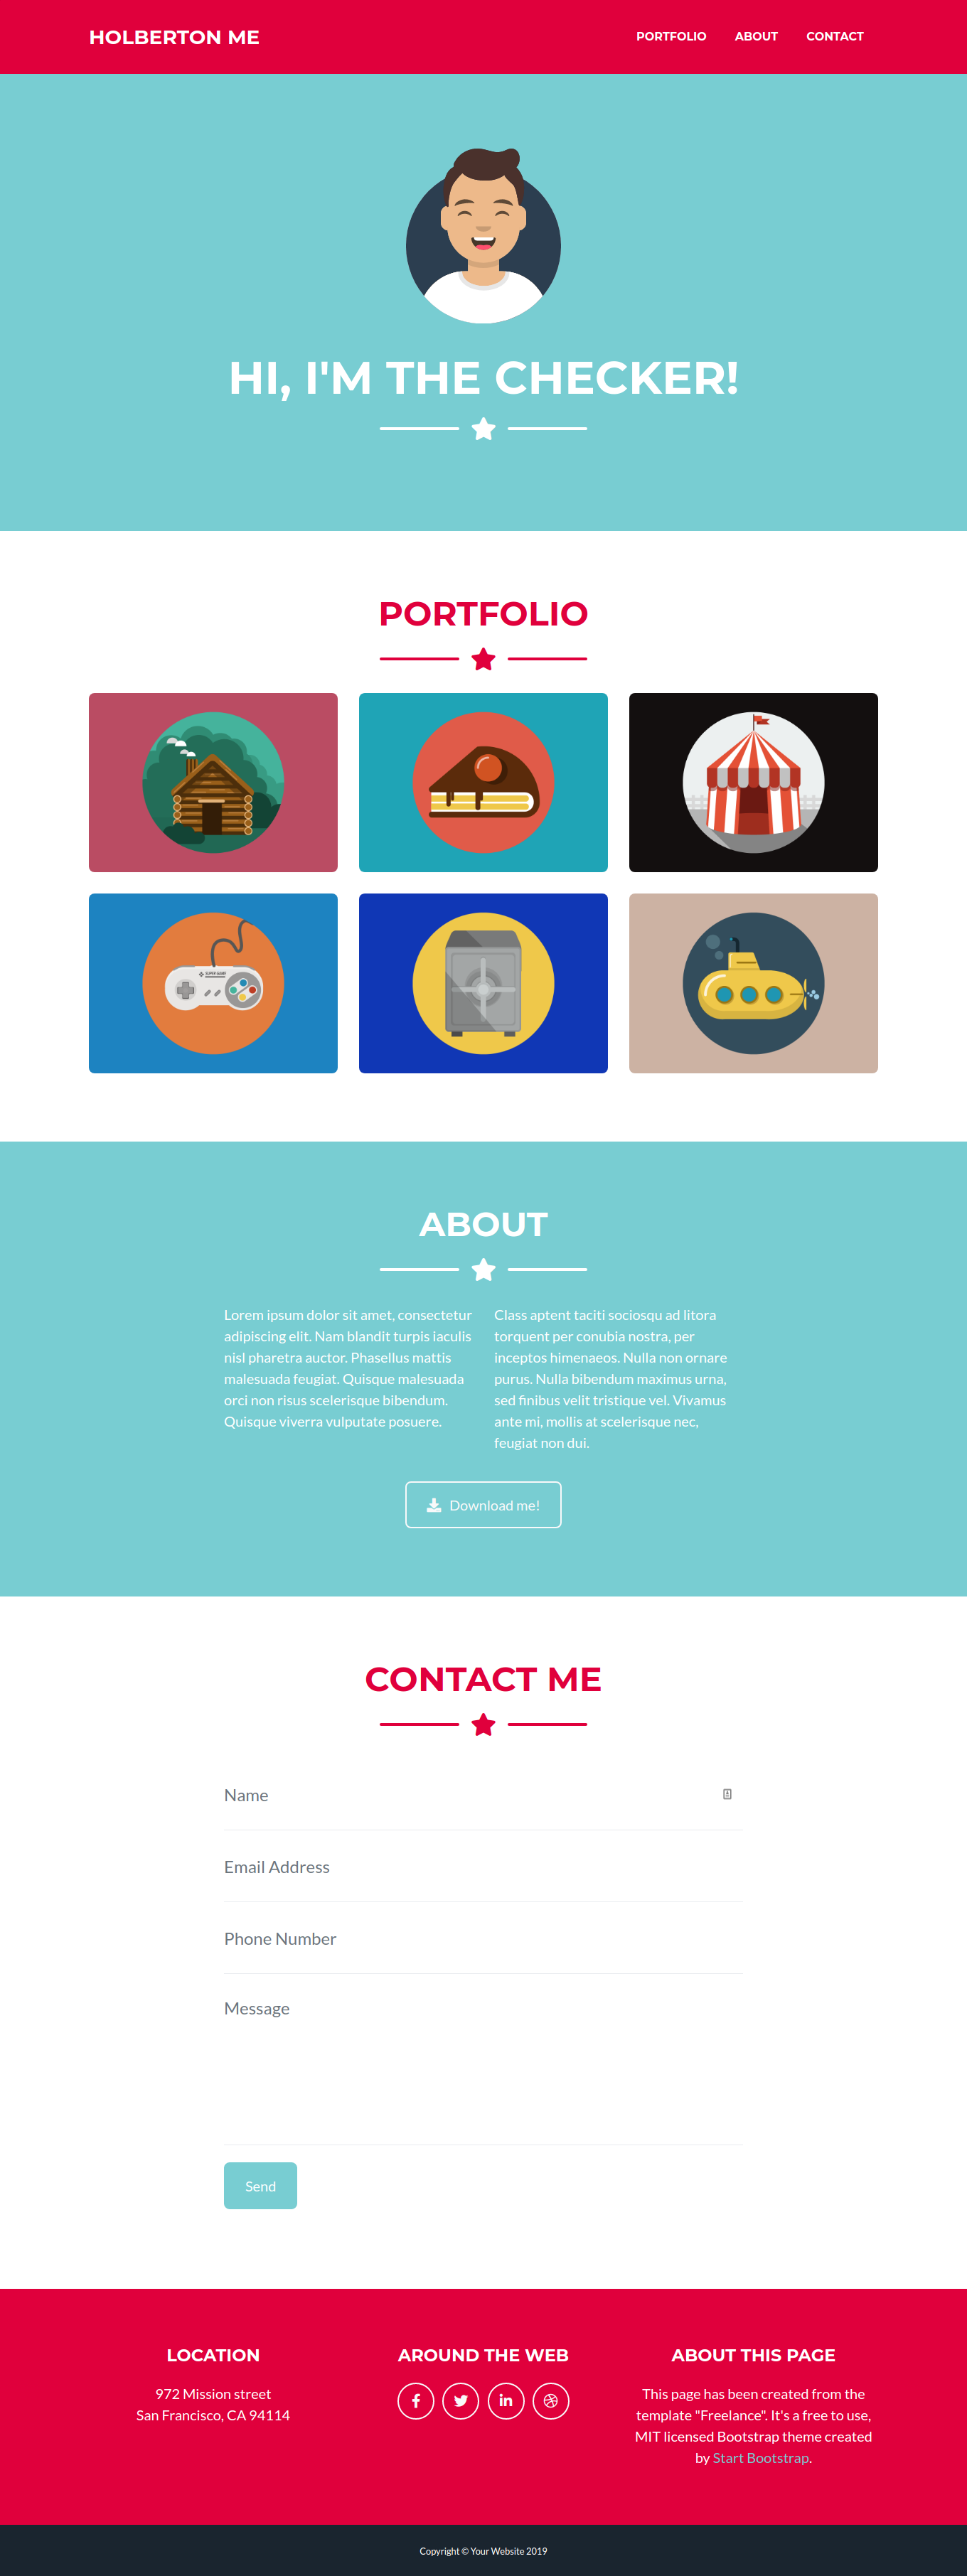 HOLBERTON ME
PORTFOLIO ABOUT CONTACT
HI, I'M THE CHECKER!
PORTFOLIO
SUPER GAME
ABOUT
Lorem ipsum dolor sit amet, consectetur
adipiscing elit. Nam blandit turpis iaculis
nisl pharetra auctor. Phasellus mattis
malesuada feugiat. Quisque malesuada
orci non risus scelerisque bibendum.
Quisque viverra vulputate posuere.
Class aptent taciti sociosqu ad litora
torquent per conubia nostra, per
inceptos himenaeos. Nulla non ornare
purus. Nulla bibendum maximus urna,
sed finibus velit tristique vel. Vivamus
ante mi, mollis at scelerisque nec,
feugiat non dui.
Download me!
CONTACT ME
Name
Email Address
Phone Number
Message
Send
LOCATION
972 Mission street
San Francisco, CA 94114
AROUND THE WEB
ABOUT THIS PAGE
This page has been created from the
template "Freelance". It's a free to use,
MIT licensed Bootstrap theme created
by Start Bootstrap.
Copyright © Your Website 2019